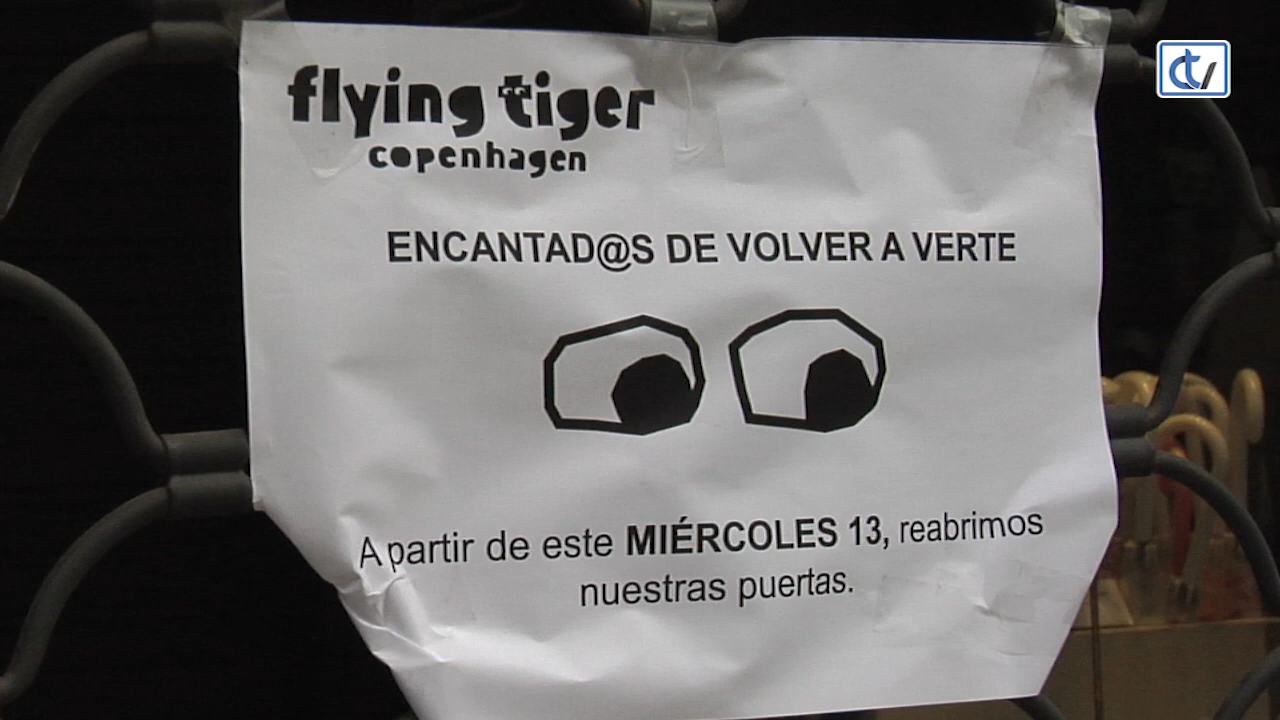 flying tiger
copenhagen
ENCANTAD@S DE VOLVER A VERTE
A partir de este MIÉRCOLES 13, reabrimos
nuestras puertas.